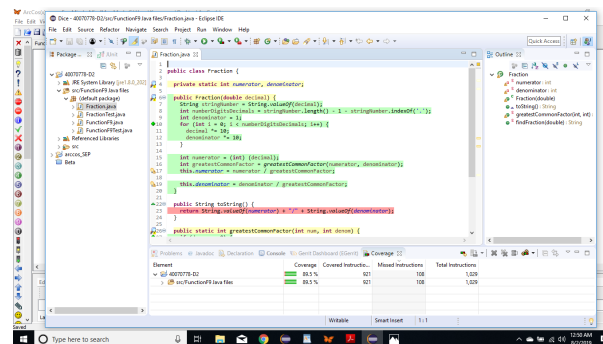 Dice - 40070778-D2/src/FunctionF9 Java files/Fraction.java - Eclipse IDE
File Edit Source Refactor Navigate Search Project Run Window Help
Quick Access
Package ...
Fraction.java
Outline
40070778-D2
JRE System Library
src/FunctionF9 Java files
(default package)
Fraction.java
FractionTest.java
FunctionF9.java
FunctionF9Test.java
Referenced Libraries
src
arccos_SEP
Beta
1
2 public class Fraction {
3
4 private static int numerator, denominator;
5
6 public Fraction(double decimal) {
7 String stringNumber = String.valueOf(decimal);
8 int numberDigitsDecimals = stringNumber.length() - 1 - stringNumber.indexOf('.');
9 int denominator = 1;
10 for (int i = 0; i < numberDigitsDecimals; i++) {
11 decimal *= 10;
12 denominator *= 10;
13 }
14
15 int numerator = (int) (decimal);
16 int greatestCommonFactor = greatestCommonFactor(numerator, denominator);
17 this.numerator = numerator / greatestCommonFactor;
18
19 this.denominator = denominator / greatestCommonFactor;
20 }
21
22 public String toString() {
23 return String.valueOf(numerator) + "/" + String.valueOf(denominator);
24 }
25
26 public static int greatestCommonFactor(int num, int denom) {
Fraction
numerator : int
denominator : int
Fraction(double)
toString() : String
greatestCommonFactor(int, int) :
findFraction(double) : String
Problems Javadoc Declaration Console Gerrit Dashboard (EGerrit) Coverage
Element Coverage Covered Instructio... Missed Instructions Total Instructions
40070778-D2 89.5 % 921 108 1,029
src/FunctionF9 Java files 89.5 % 921 108 1,029
Writable Smart Insert 1:1
Saved
Type here to search
12:50 AM
8/2/2019